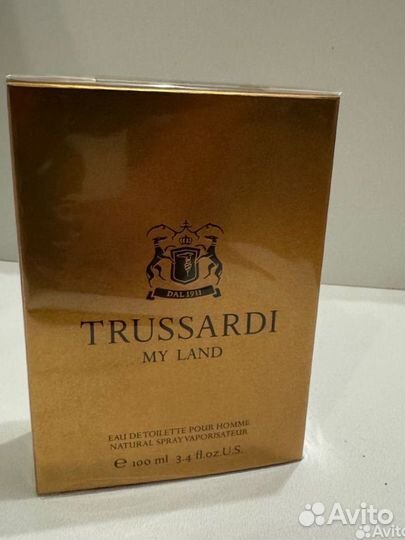 DAL 1911
TRUSSARDI
MY LAND
EAU DE TOILETTE POUR HOMME
NATURAL SPRAY VAPORISATEUR
e 100 ml 3.4 fl.oz.U.S.
Avito
Avito